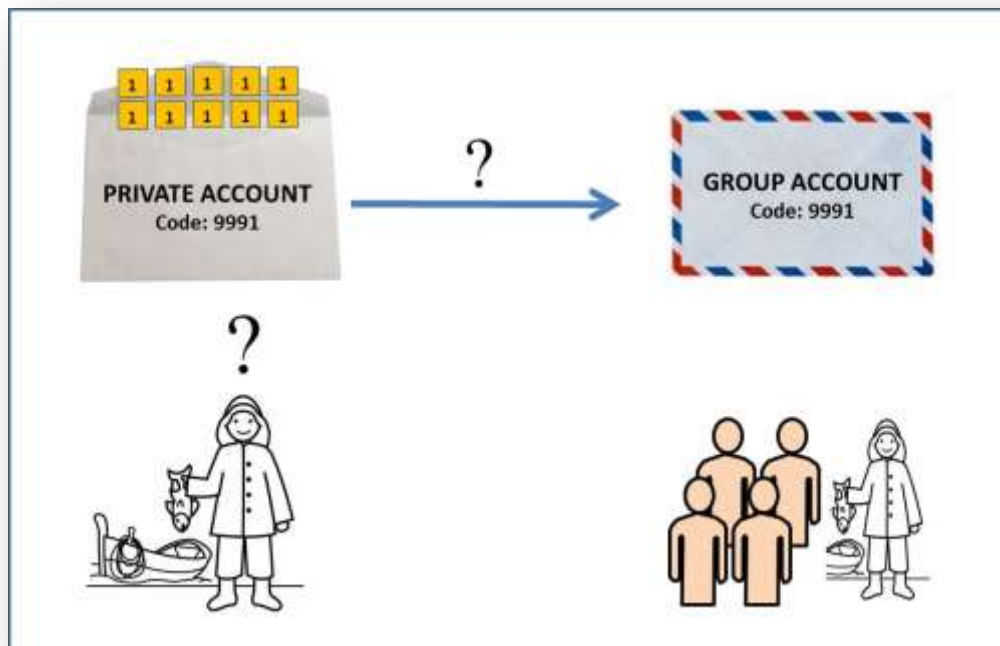 1 1 1 1 1
1 1 1 1 1
PRIVATE ACCOUNT
Code: 9991
?
GROUP ACCOUNT
Code: 9991
?